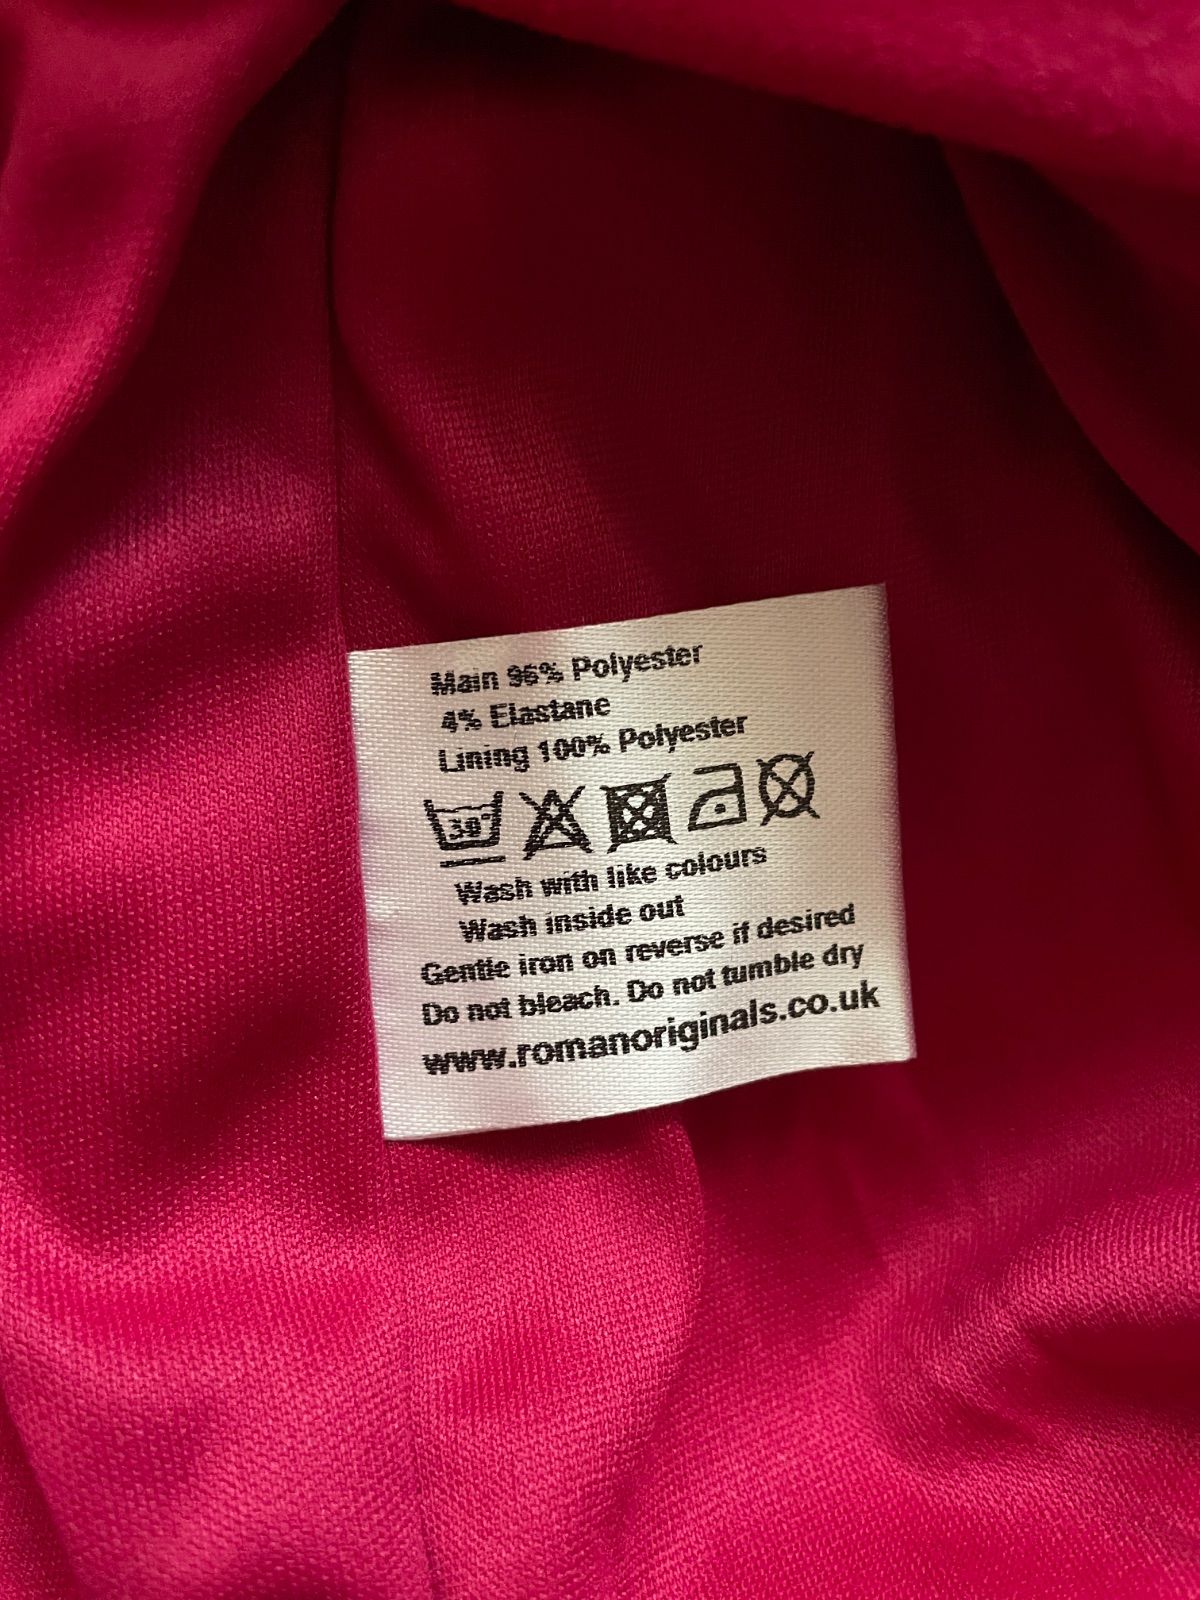 Main 96% Polyester
4% Elastane
Lining 100% Polyester
30°
Wash with like colours
Wash inside out
Gentle iron on reverse if desired
Do not bleach. Do not tumble dry
www.romanoriginals.co.uk